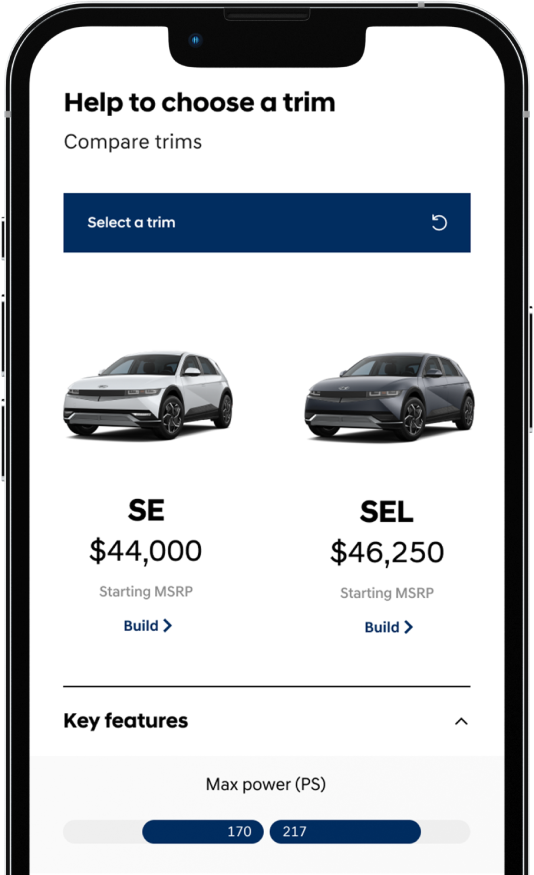 Help to choose a trim
Compare trims
Select a trim
SE
$44,000
Starting MSRP
Build
SEL
$46,250
Starting MSRP
Build
Key features
Max power (PS)
170 217